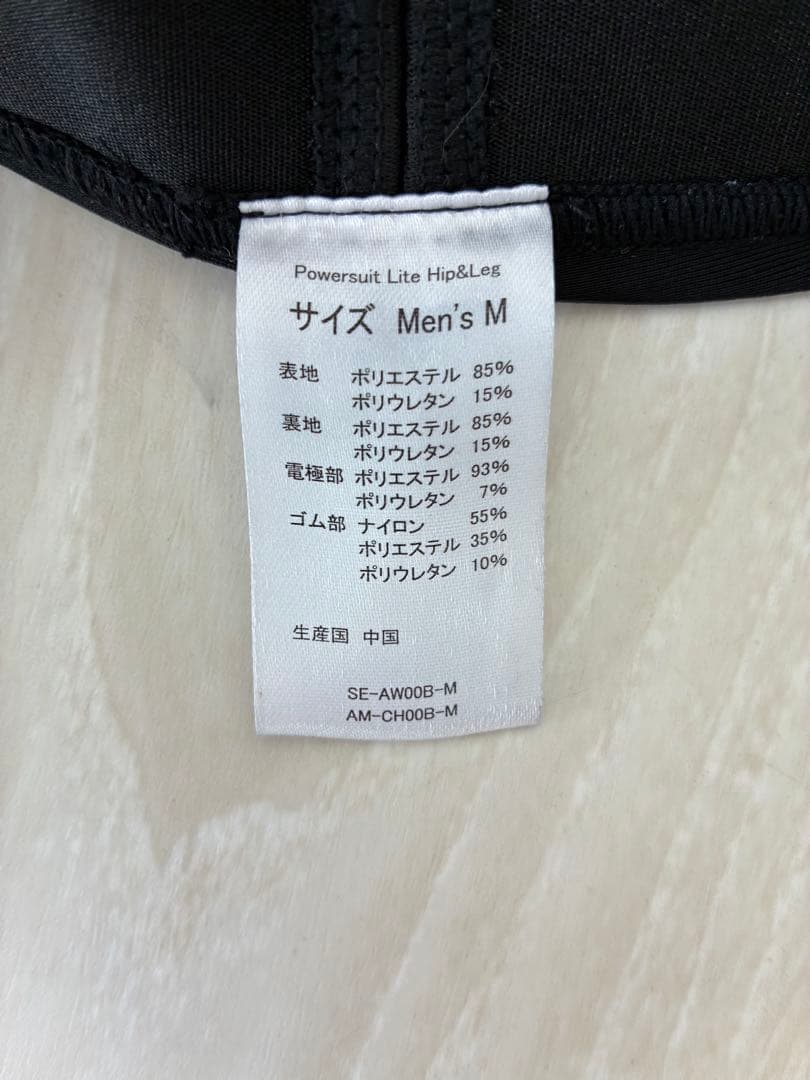 Powersuit Lite Hip&Leg
サイズ Men's M
表地 ポリエステル 85%
ポリウレタン 15%
裏地 ポリエステル 85%
ポリウレタン 15%
電極部 ポリエステル 93%
ポリウレタン 7%
ゴム部 ナイロン 55%
ポリエステル 35%
ポリウレタン 10%
生産国 中国
SE-AW00B-M
AM-CH00B-M